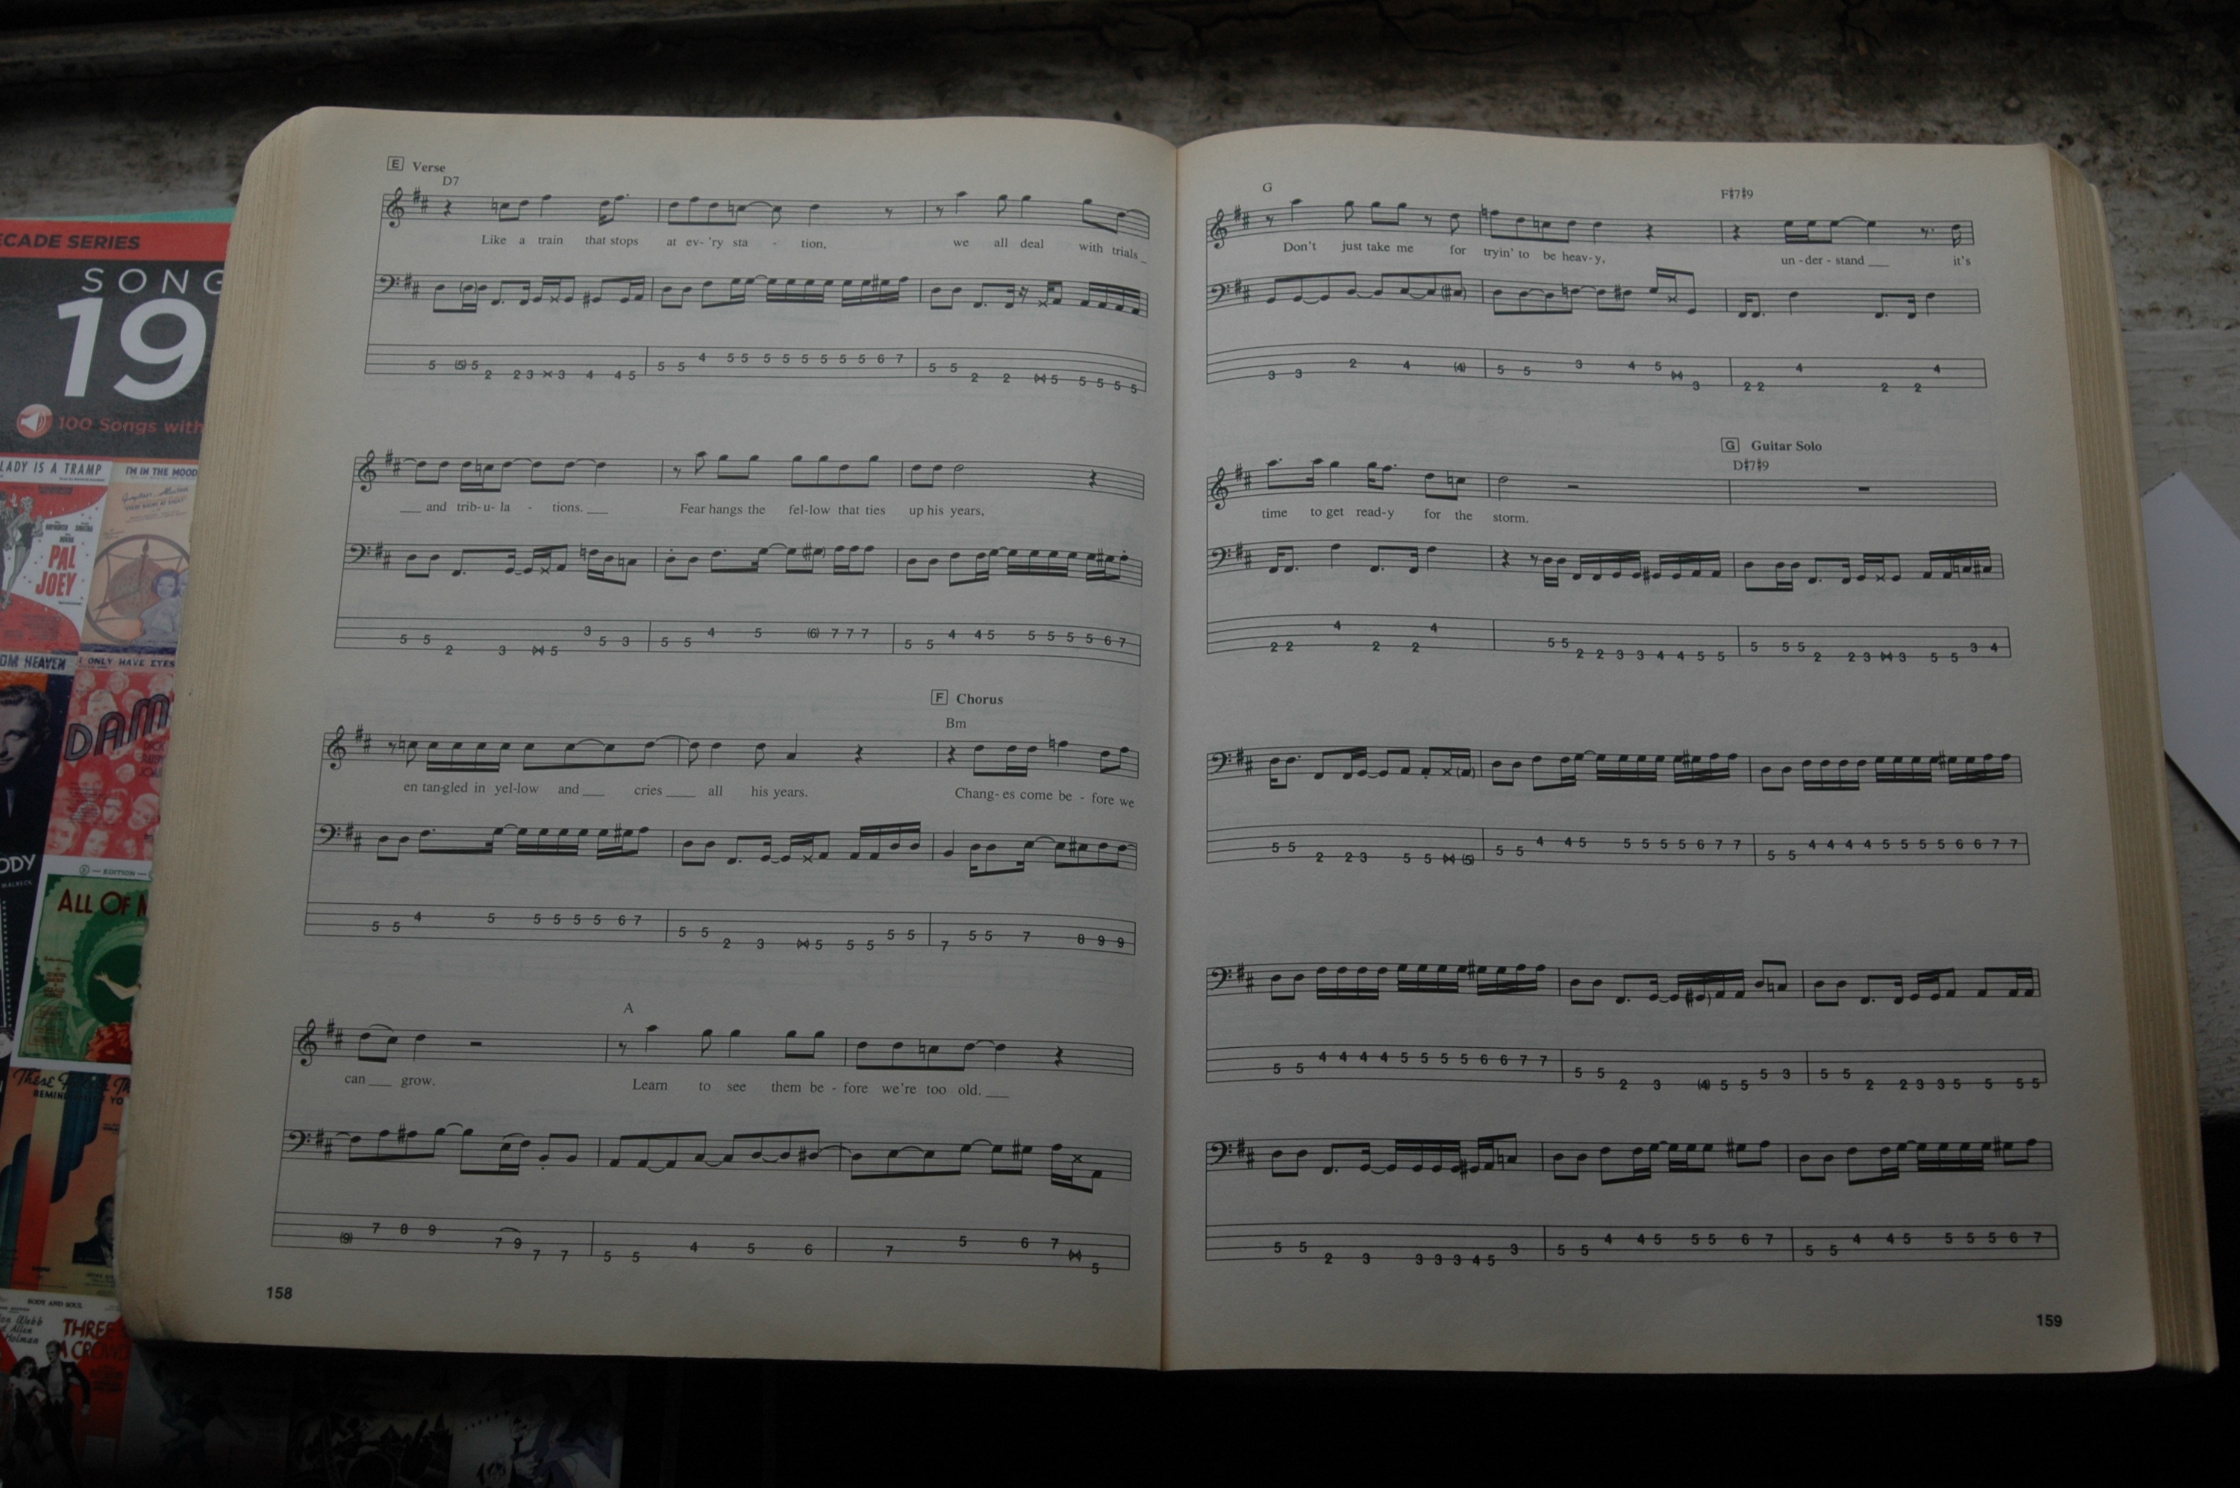 E Verse
D7
Like a train that stops at ev-'ry sta - tion, we all deal with trials _
5 (5) 5 2 2 3 × 3 4 4 5 5 5 4 5 5 5 5 5 5 5 5 6 7 5 5 2 2 5 5 5 5 5
___ and trib-u-la - tions. ___ Fear hangs the fel-low that ties up his years,
5 5 2 3 5 3 5 3 5 5 4 5 (6) 7 7 7 5 5 4 4 5 5 5 5 5 6 7
F Chorus
Bm
en tan-gled in yel-low and ___ cries ___ all his years. Chang-es come be - fore we
5 5 4 5 5 5 5 5 6 7 5 5 2 3 5 5 5 5 5 7 5 5 7 8 9 9
A
can ___ grow. Learn to see them be - fore we're too old. ___
(9) 7 8 9 7 9 7 7 5 5 4 5 6 7 5 6 7 5
158
G F♯7♯9
Don't just take me for tryin' to be heav-y, un-der-stand ___ it's
3 3 2 4 (4) 5 5 3 4 5 3 2 2 4 2 2 4
G Guitar Solo
D♯7♯9
time to get read-y for the storm.
2 2 4 2 2 4 5 5 2 2 3 3 4 4 5 5 5 5 5 2 2 3 3 5 5 3 4
5 5 2 2 3 5 5 (5) 5 5 4 4 5 5 5 5 5 6 7 7 5 5 4 4 4 4 5 5 5 5 6 6 7 7
5 5 4 4 4 4 5 5 5 5 6 6 7 7 5 5 2 3 (4) 5 5 5 3 5 5 2 2 3 3 5 5 5 5
5 5 2 3 3 3 3 4 5 3 5 5 4 4 5 5 5 6 7 5 5 4 4 5 5 5 5 6 7
159
CADE SERIES
SONG
19
100 Songs with
LADY IS A TRAMP
I'M IN THE MOOD
PAL JOEY
HEAVEN
I ONLY HAVE EYES
DAM
ODY
EDITION
ALL OF
BODY AND SOUL
THREE
A CROWD